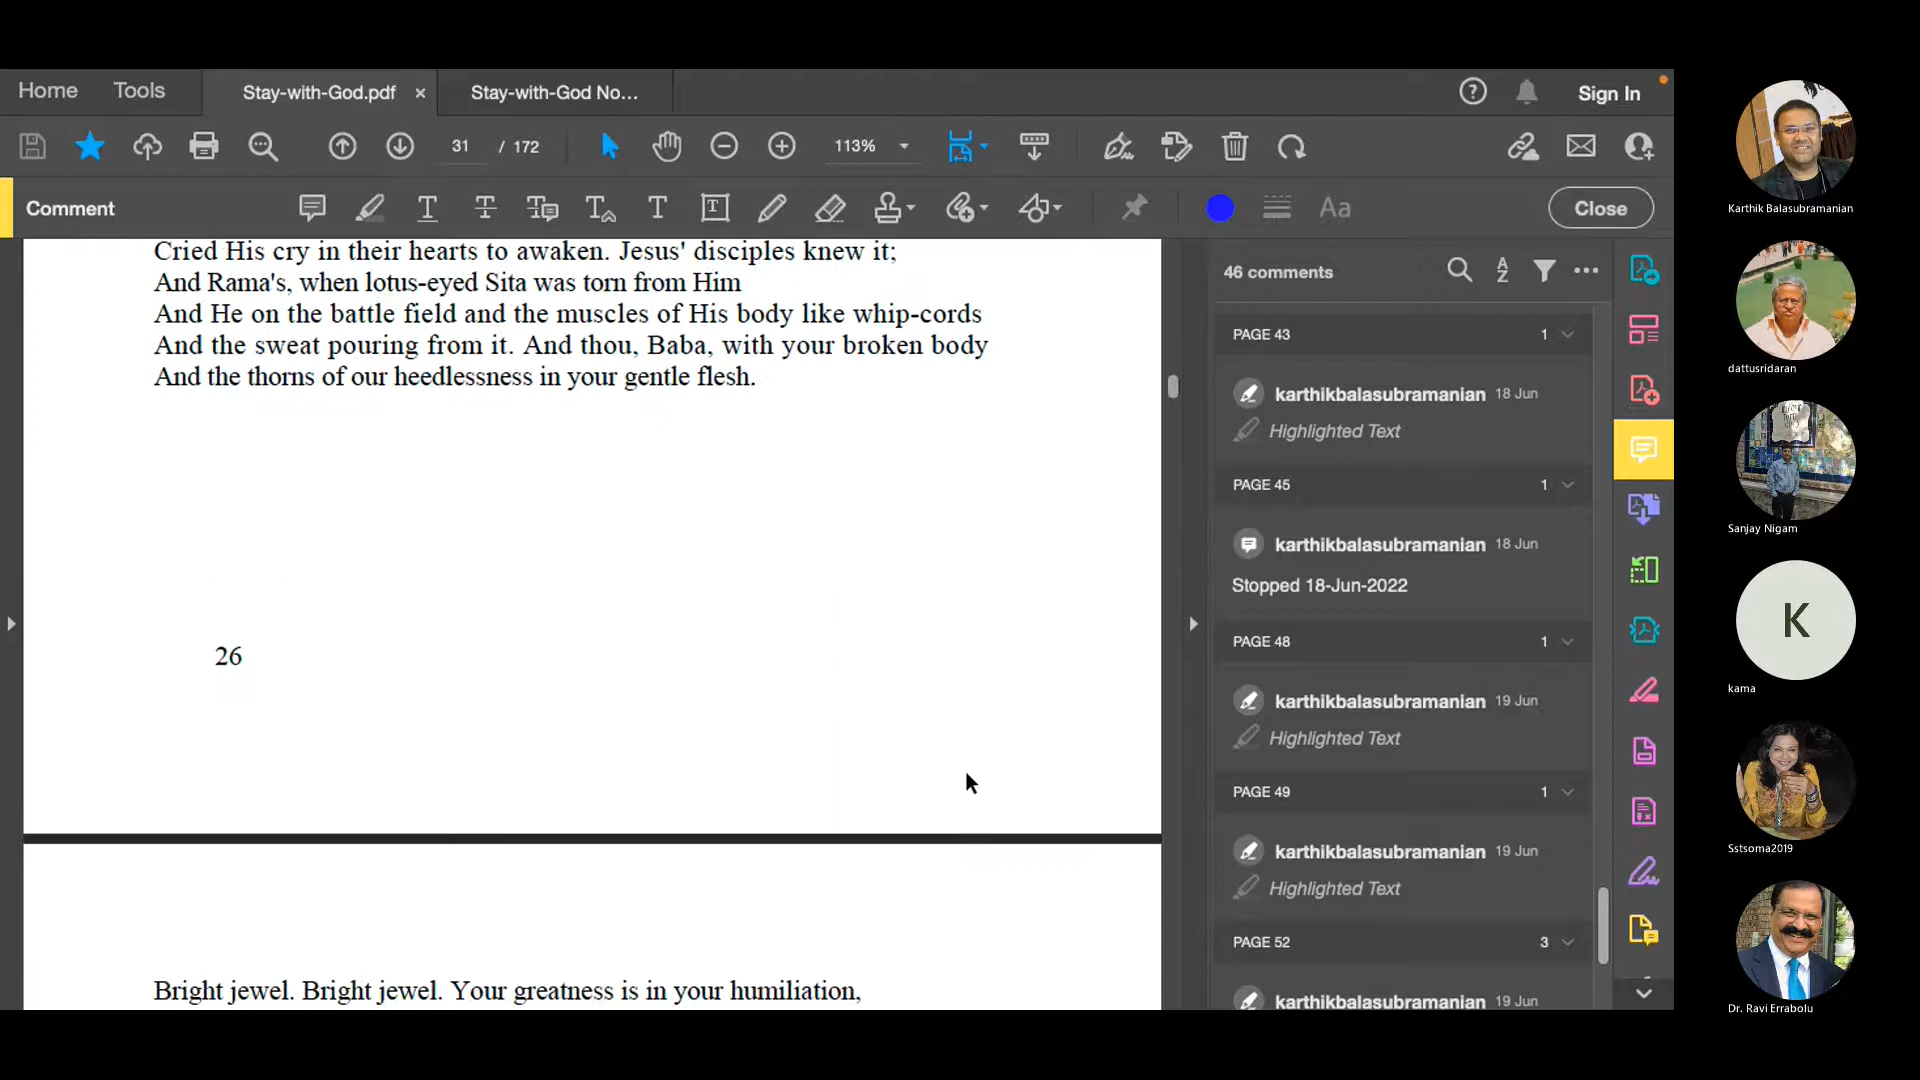 Home Tools Stay-with-God.pdf × Stay-with-God No... Sign In
31 / 172 113%
Comment Close
Cried His cry in their hearts to awaken. Jesus' disciples knew it;
And Rama's, when lotus-eyed Sita was torn from Him
And He on the battle field and the muscles of His body like whip-cords
And the sweat pouring from it. And thou, Baba, with your broken body
And the thorns of our heedlessness in your gentle flesh.
26
Bright jewel. Bright jewel. Your greatness is in your humiliation,
46 comments
PAGE 43 1
karthikbalasubramanian 18 Jun
Highlighted Text
PAGE 45 1
karthikbalasubramanian 18 Jun
Stopped 18-Jun-2022
PAGE 48 1
karthikbalasubramanian 19 Jun
Highlighted Text
PAGE 49 1
karthikbalasubramanian 19 Jun
Highlighted Text
PAGE 52 3
karthikbalasubramanian 19 Jun
Karthik Balasubramanian
dattusridaran
Sanjay Nigam
K
kama
Sstsoma2019
Dr. Ravi Errabolu